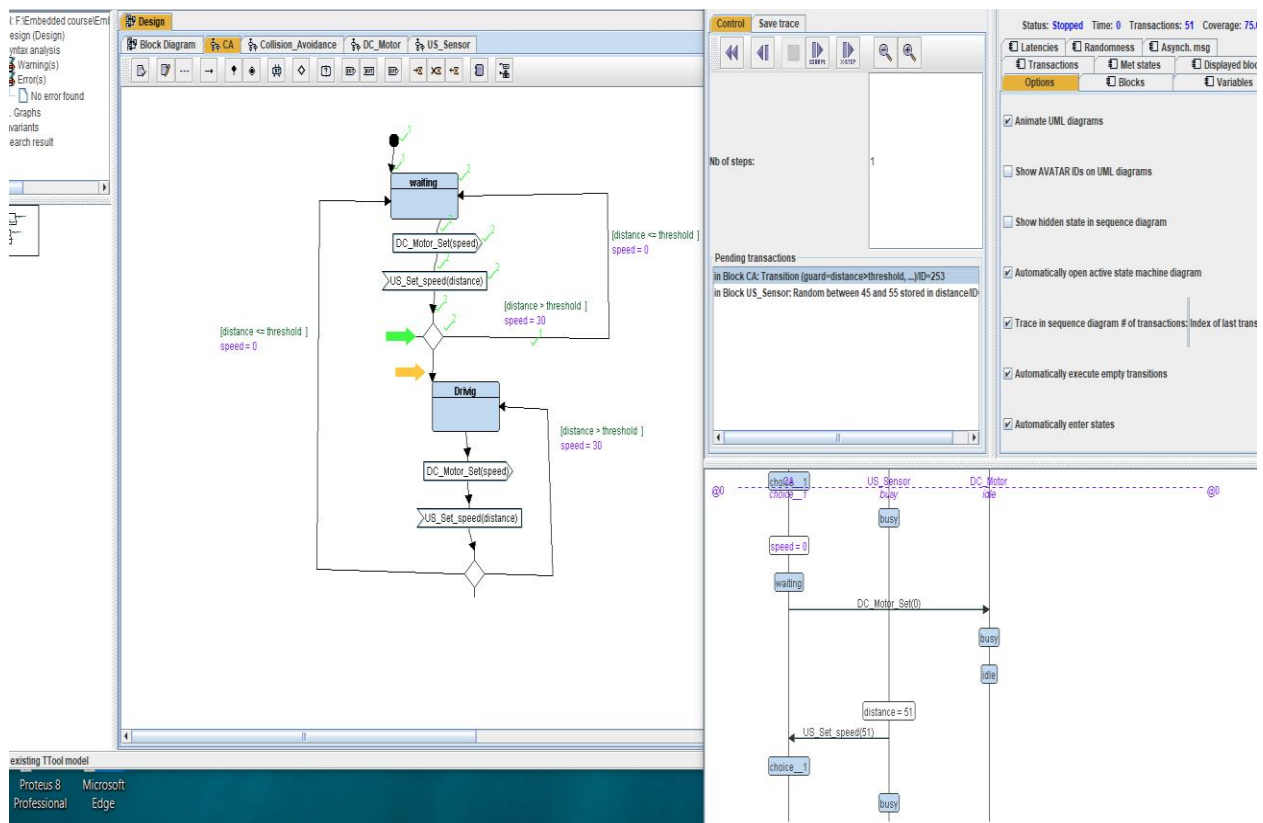 l: F:\Embedded course\Eml
esign (Design)
yntax analysis
Warning(s)
Error(s)
No error found
. Graphs
variants
earch result
Design
Block Diagram
CA
Collision_Avoidance
DC_Motor
US_Sensor
waiting
DC_Motor_Set(speed)
US_Set_speed(distance)
[distance <= threshold ]
speed = 0
[distance > threshold ]
speed = 30
[distance <= threshold ]
speed = 0
Drivig
[distance > threshold ]
speed = 30
DC_Motor_Set(speed)
US_Set_speed(distance)
existing TTool model
Proteus 8
Professional
Microsoft
Edge
Control
Save trace
X-STEP
Nb of steps:
1
Pending transactions
in Block CA: Transition (guard=distance>threshold, ...)/ID=253
in Block US_Sensor: Random between 45 and 55 stored in distance/ID=
Status: Stopped Time: 0 Transactions: 51 Coverage: 75.
Latencies
Randomness
Asynch. msg
Transactions
Met states
Displayed bloc
Options
Blocks
Variables
Animate UML diagrams
Show AVATAR IDs on UML diagrams
Show hidden state in sequence diagram
Automatically open active state machine diagram
Trace in sequence diagram # of transactions: Index of last trans
Automatically execute empty transitions
Automatically enter states
CA
US_Sensor
DC_Motor
@0
choice__1
busy
idle
@0
choice__1
busy
speed = 0
waiting
DC_Motor_Set(0)
busy
idle
distance = 51
US_Set_speed(51)
choice__1
busy